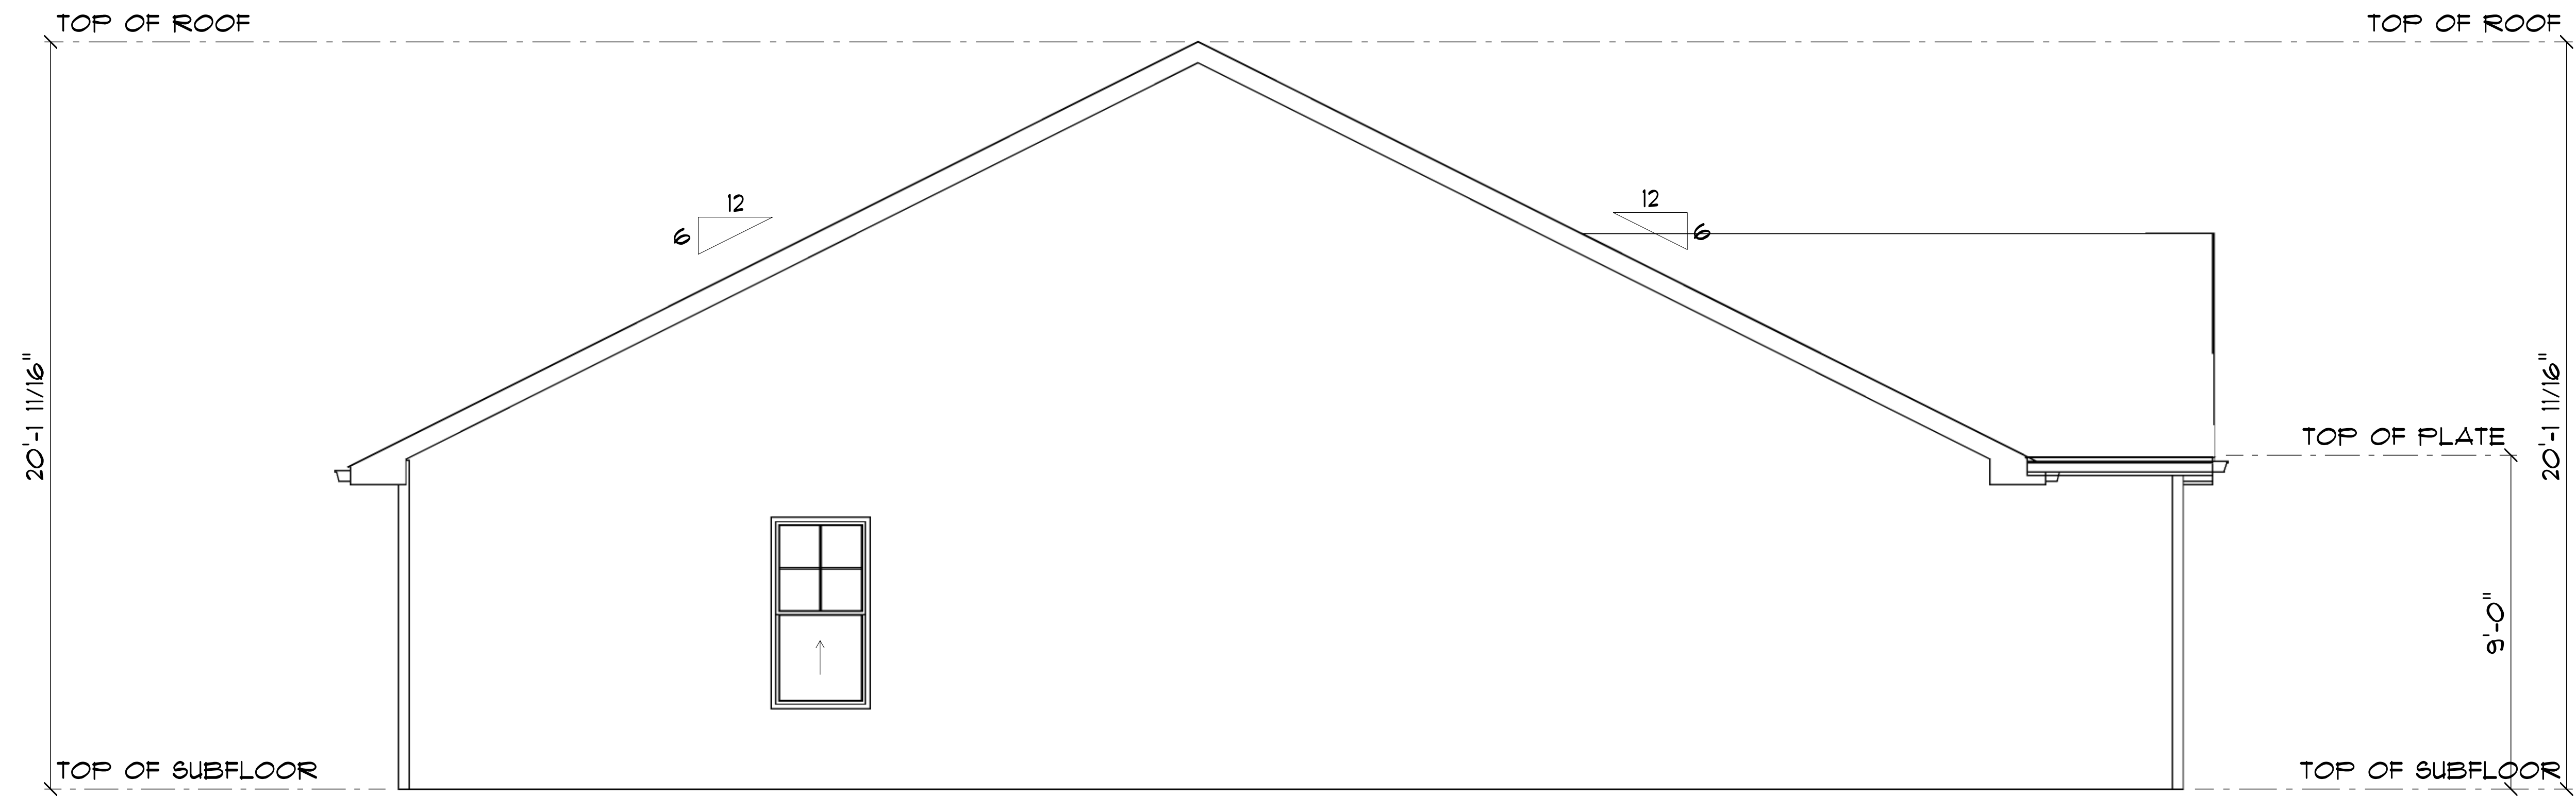 TOP OF ROOF
TOP OF ROOF
12
6
12
6
20'-1 11/16"
20'-1 11/16"
TOP OF PLATE
9'-0"
TOP OF SUBFLOOR
TOP OF SUBFLOOR